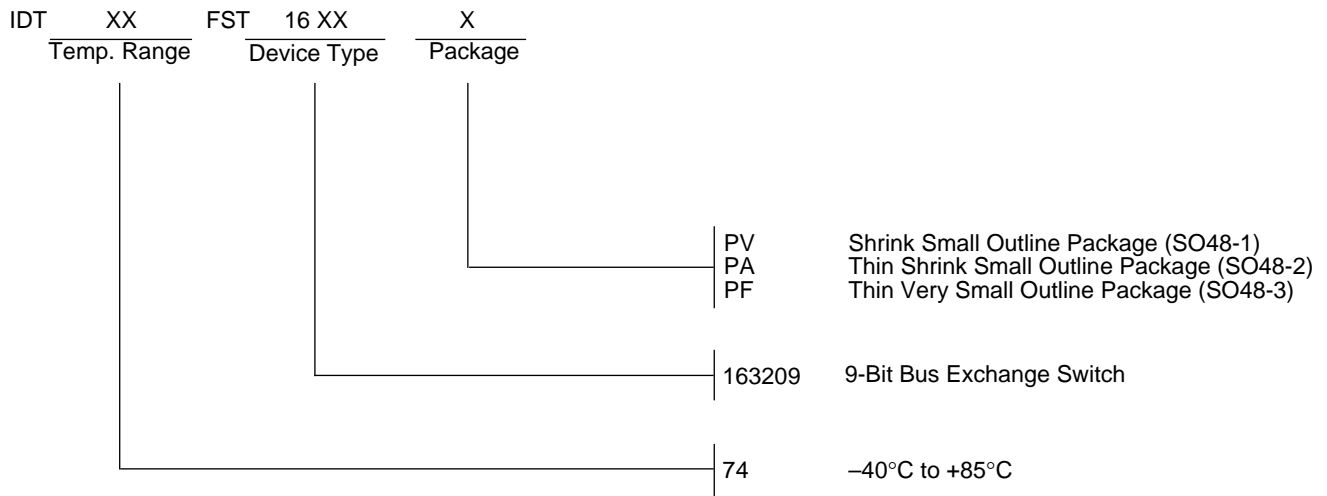 IDT XX FST 16 XX X
Temp. Range Device Type Package
PV Shrink Small Outline Package (SO48-1)
PA Thin Shrink Small Outline Package (SO48-2)
PF Thin Very Small Outline Package (SO48-3)
163209 9-Bit Bus Exchange Switch
74 –40°C to +85°C